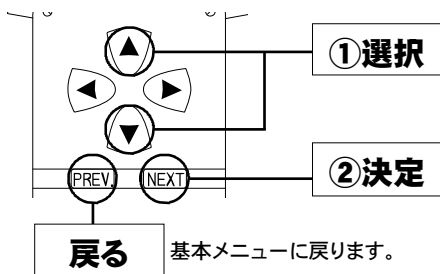 ①選択
PREV.
NEXT
②決定
戻る
基本メニューに戻ります。